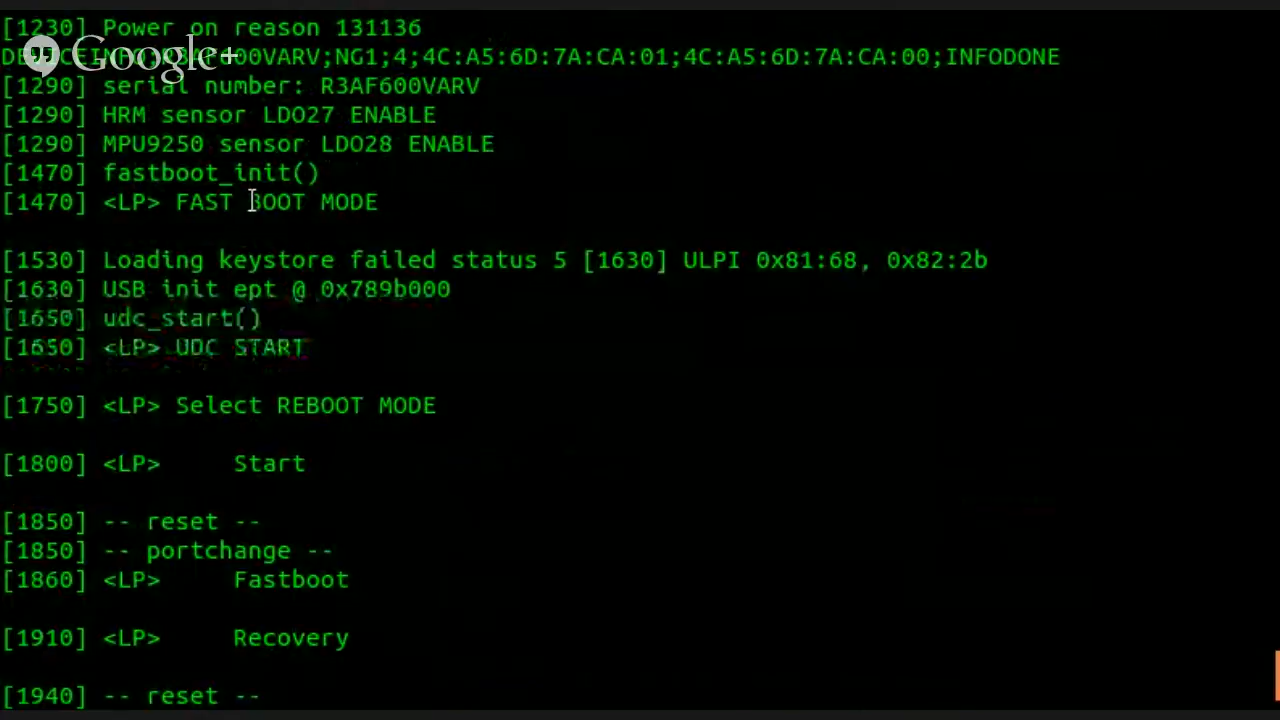 [1230] Power on reason 131136
Google+
00VARV;NG1;4;4C:A5:6D:7A:CA:01;4C:A5:6D:7A:CA:00;INFODONE
[1290] serial number: R3AF600VARV
[1290] HRM sensor LDO27 ENABLE
[1290] MPU9250 sensor LDO28 ENABLE
[1470] fastboot_init()
[1470] <LP> FAST BOOT MODE
[1530] Loading keystore failed status 5 [1630] ULPI 0x81:68, 0x82:2b
[1630] USB init ept @ 0x789b000
[1650] udc_start()
[1650] <LP> UDC START
[1750] <LP> Select REBOOT MODE
[1800] <LP>     Start
[1850] -- reset --
[1850] -- portchange --
[1860] <LP>     Fastboot
[1910] <LP>     Recovery
[1940] -- reset --